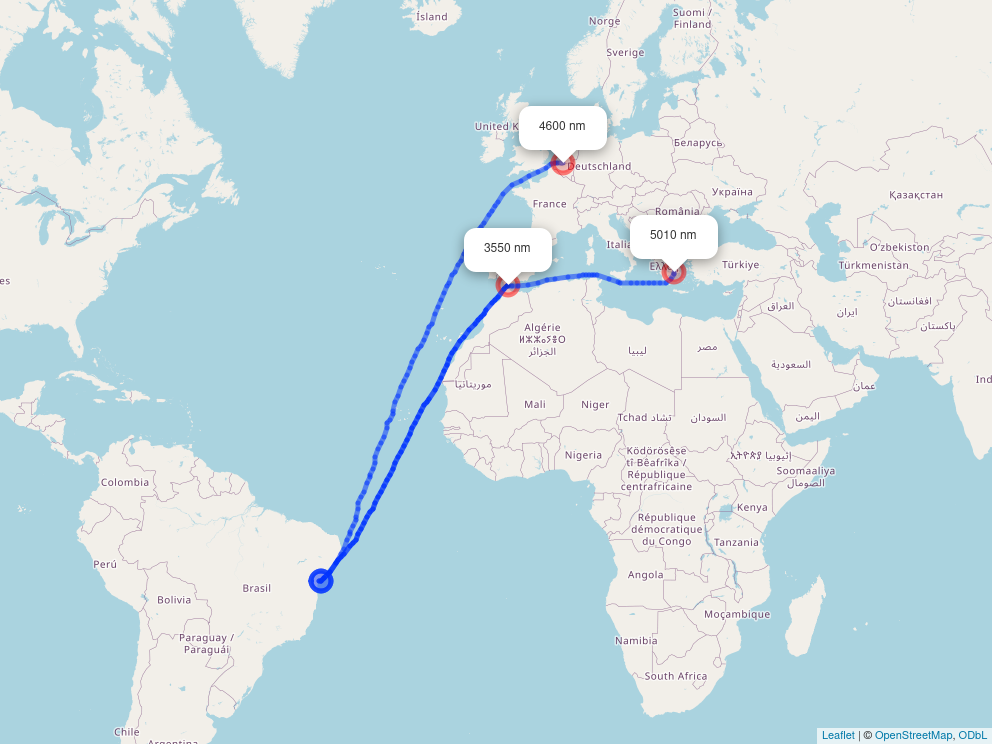 Ísland
Norge
Suomi /
Finland
Sverige
4600 nm
United K
Deutschland
Беларусь
Україна
Қазақстан
France
România
3550 nm
5010 nm
Italia
Ελλ
Türkiye
Oʻzbekiston
Türkmenistan
افغانستان
ایران
پاکستان
العراق
es
Algérie
ⵍⵣⵣⴰⵢⴻⵔ
الجزائر
ليبيا
مصر
السعودية
عمان
Ind
موريتانيا
Mali
Niger
Tchad تشاد
السودان
اليمن
Nigeria
Ködörösêse
tî Bêafrîka /
République
centrafricaine
ኢትዮጵያ إثيوبيا
Soomaaliya
الصومال
Colombia
Kenya
République
démocratique
du Congo
Tanzania
Perú
Brasil
Bolivia
Angola
Moçambique
Paraguay /
Paraguái
Namibia
South Africa
Chile
Argentina
Leaflet | © OpenStreetMap, ODbL